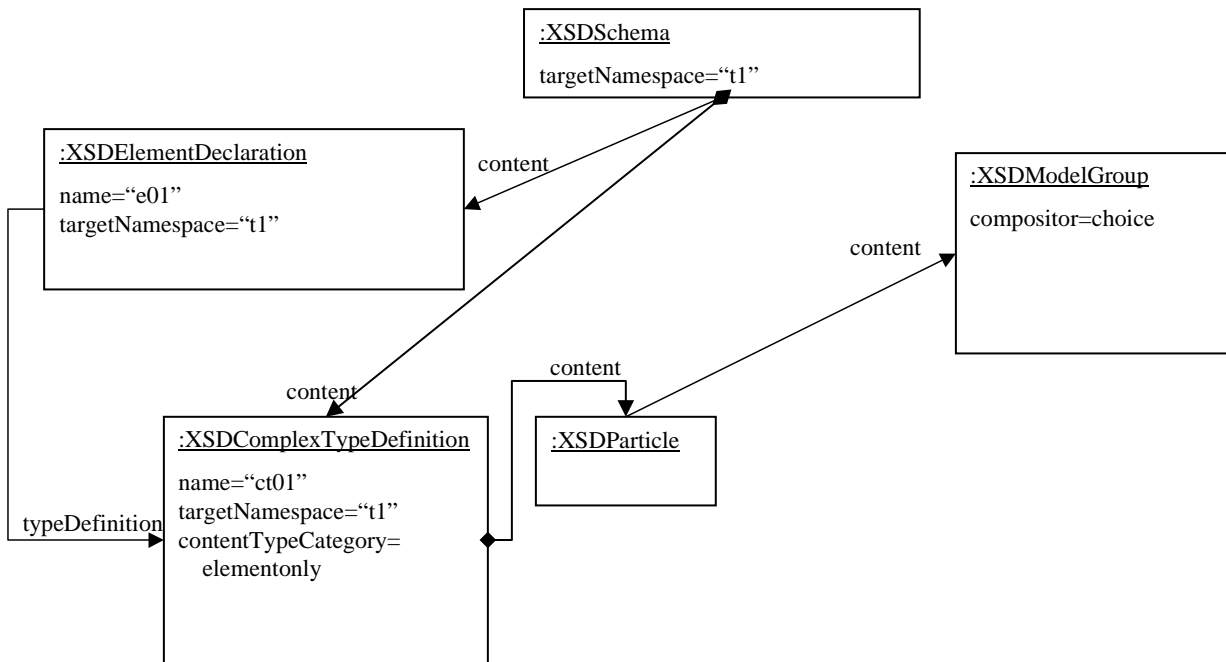 :XSDSchema
targetNamespace=“t1”
:XSDElementDeclaration
name=“e01”
targetNamespace=“t1”
content
:XSDModelGroup
compositor=choice
content
content
content
:XSDComplexTypeDefinition
name=“ct01”
targetNamespace=“t1”
contentTypeCategory=
elementonly
:XSDParticle
typeDefinition